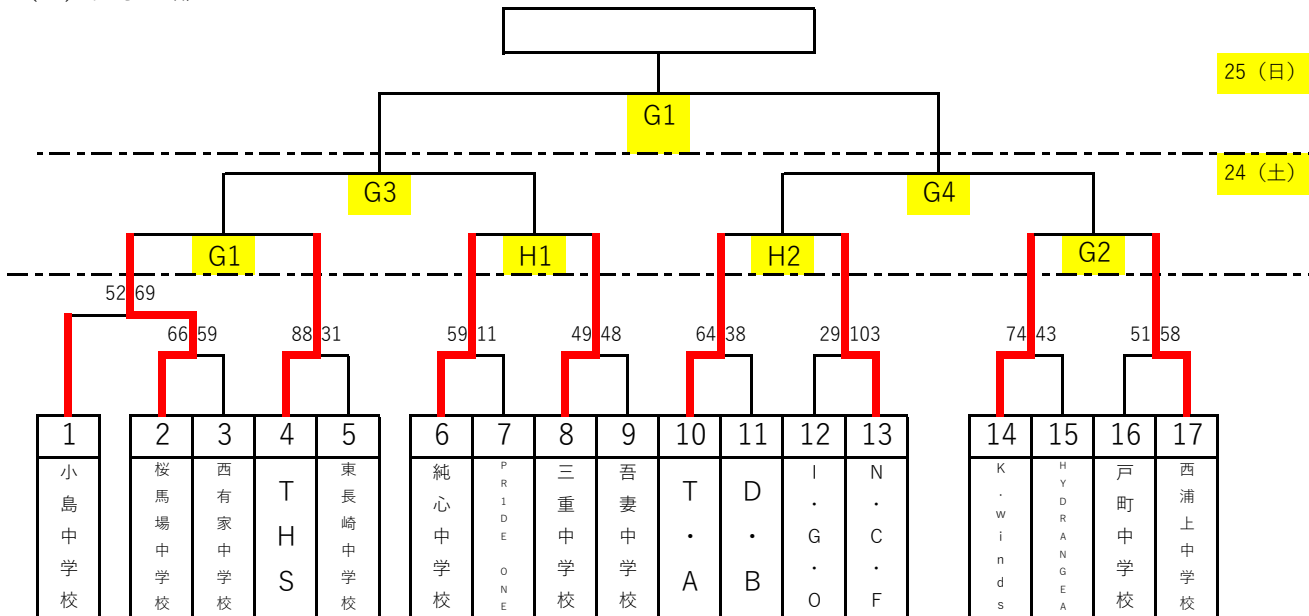 25（日）
G1
24（土）
G3
G4
G1
H1
H2
G2
52 69
66 59
88 31
59 11
49 48
64 38
29 103
74 43
51 58
1
2
3
4
5
6
7
8
9
10
11
12
13
14
15
16
17
小島中学校
桜馬場中学校
西有家中学校
THS
東長崎中学校
純心中学校
PR1DE ONE
三重中学校
吾妻中学校
T・A
D・B
I・G・O
N・C・F
K.winds
HYDRANGEA
戸町中学校
西浦上中学校